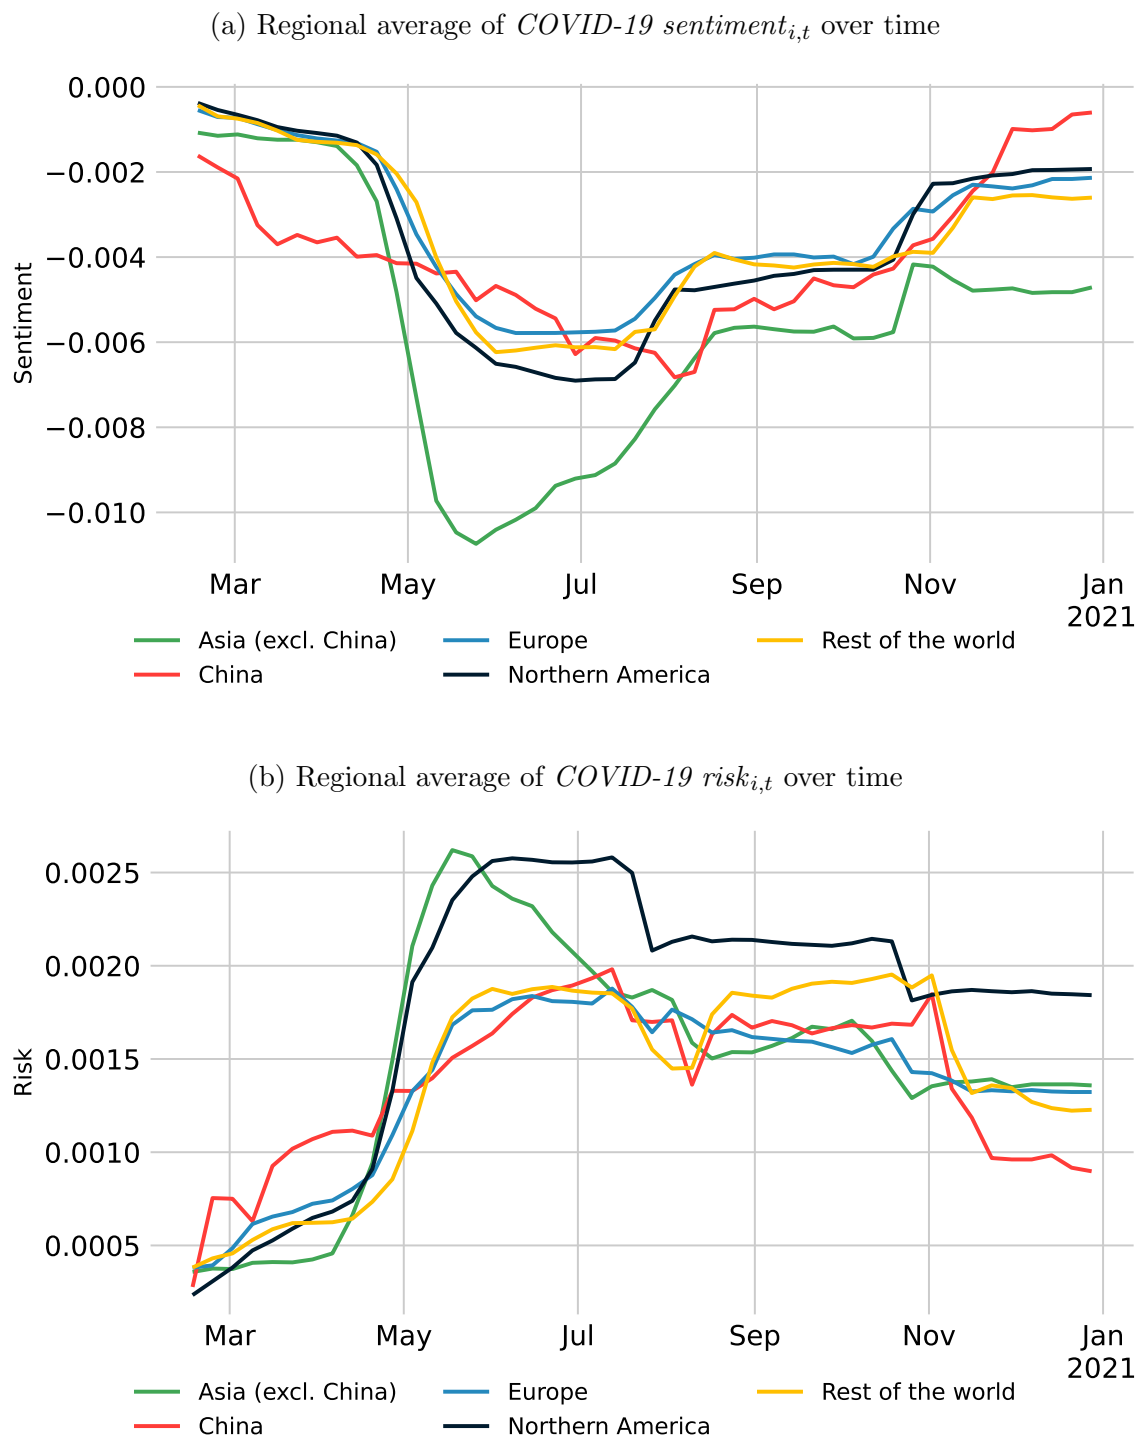 (a) Regional average of COVID-19 sentiment_{i,t} over time
0.000
−0.002
−0.004
−0.006
−0.008
−0.010
Sentiment
Mar May Jul Sep Nov Jan
2021
Asia (excl. China) Europe Rest of the world
China Northern America
(b) Regional average of COVID-19 risk_{i,t} over time
0.0025
0.0020
0.0015
0.0010
0.0005
Risk
Mar May Jul Sep Nov Jan
2021
Asia (excl. China) Europe Rest of the world
China Northern America